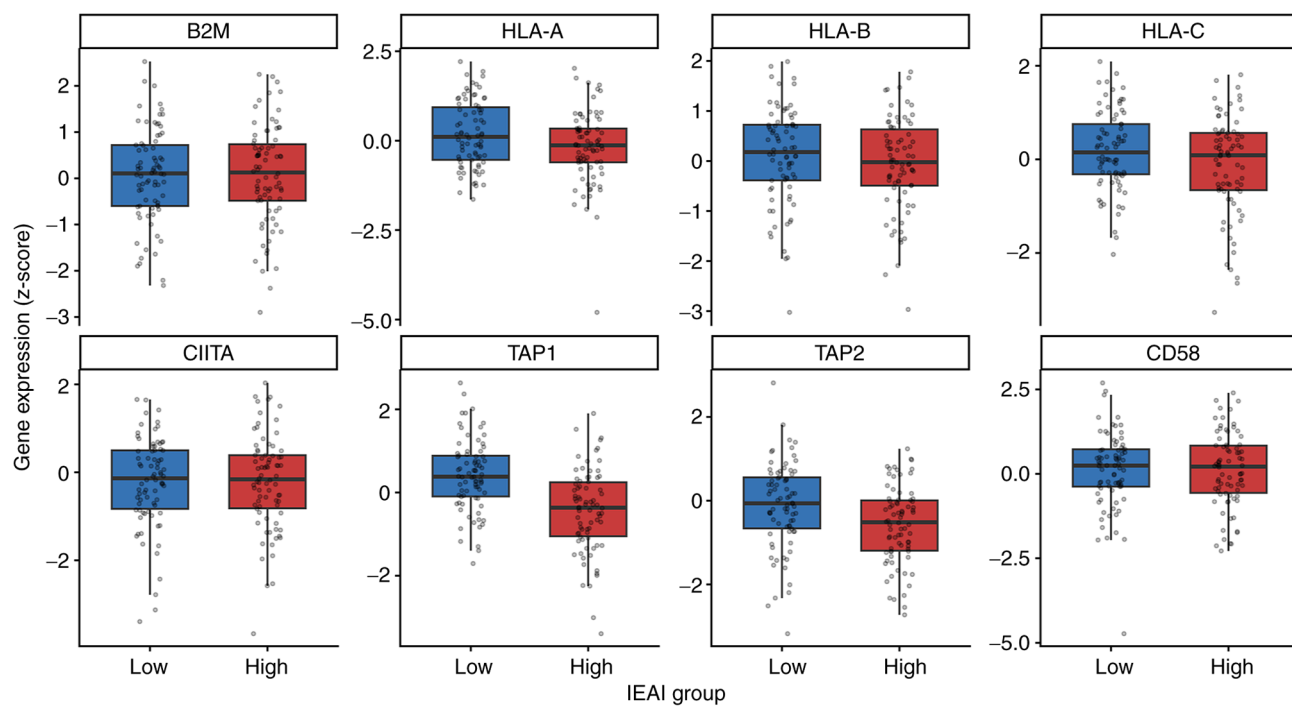 B2M
HLA-A
HLA-B
HLA-C
2
1
0
−1
−2
−3
2.5
0.0
−2.5
−5.0
2
1
0
−1
−2
−3
2
0
−2
Gene expression (z-score)
CIITA
TAP1
TAP2
CD58
2
0
−2
2
0
−2
2
0
−2
2.5
0.0
−2.5
−5.0
Low
High
Low
High
Low
High
Low
High
IEAI group